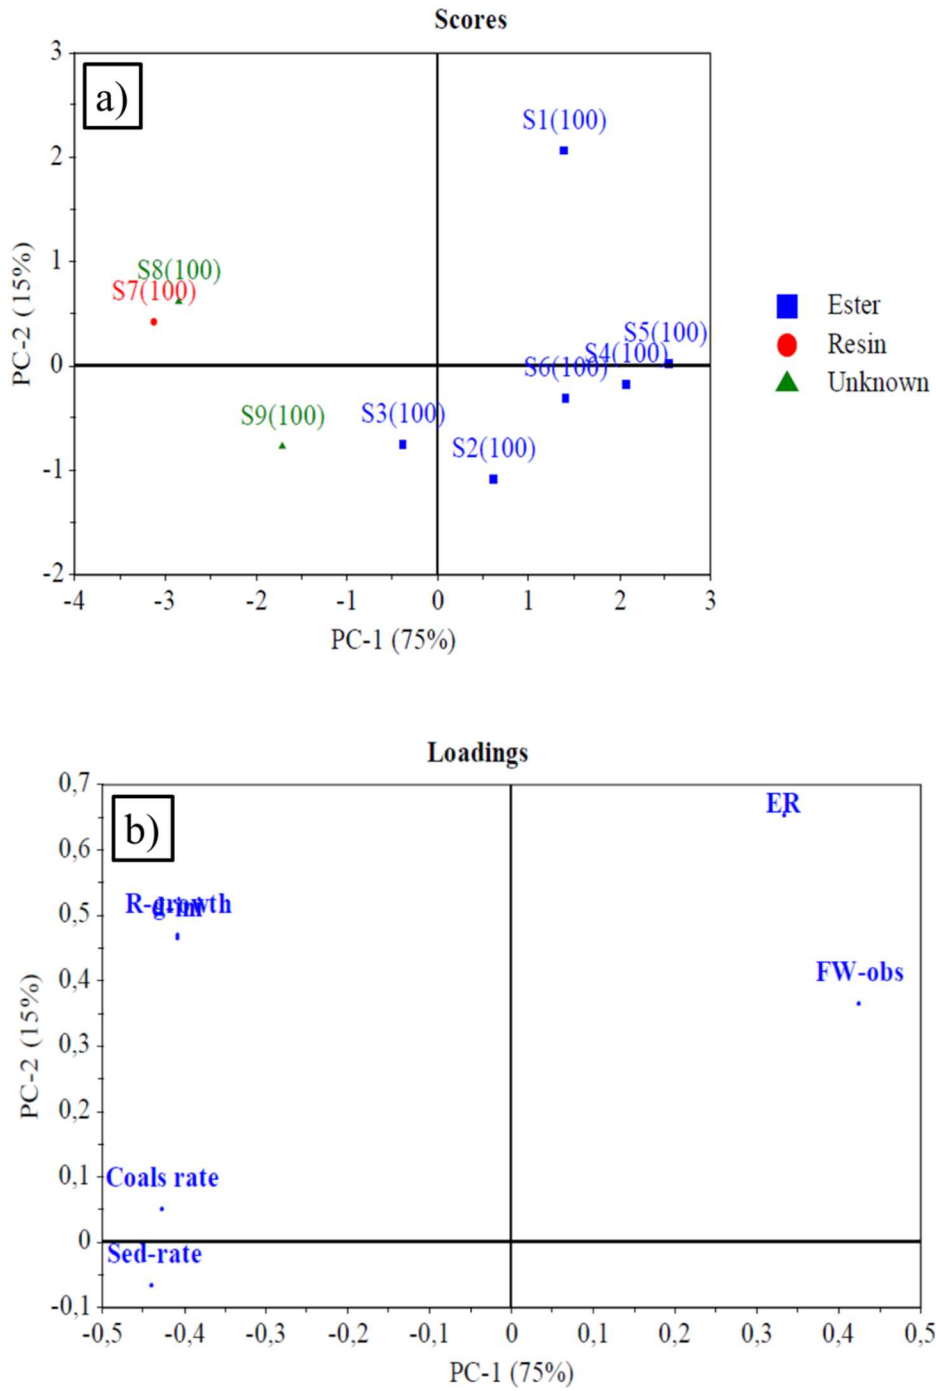 Scores
a)
3
2
1
0
-1
-2
PC-2 (15%)
S1(100)
S8(100)
S7(100)
S5(100)
S4(100)
S6(100)
S9(100)
S3(100)
S2(100)
-4 -3 -2 -1 0 1 2 3
PC-1 (75%)
Ester
Resin
Unknown
Loadings
b)
0,7
0,6
0,5
0,4
0,3
0,2
0,1
0
-0,1
PC-2 (15%)
ER
R-growth
FW-obs
Coals rate
Sed-rate
-0,5 -0,4 -0,3 -0,2 -0,1 0 0,1 0,2 0,3 0,4 0,5
PC-1 (75%)